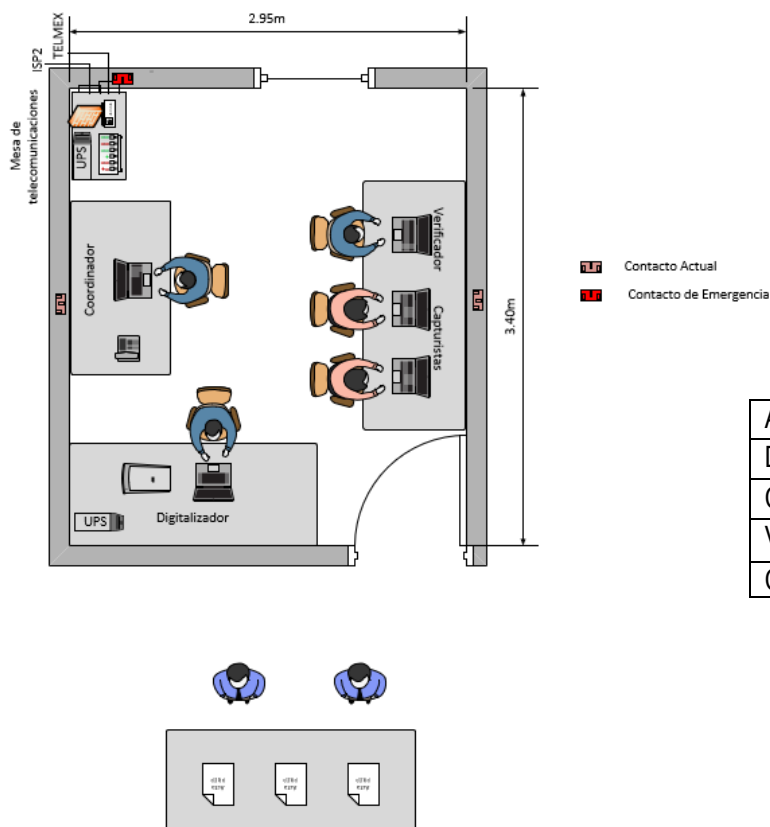 2.95m
TELMEX
ISP2
Mesa de
telecomunicaciones
UPS
Coordinador
Verificador
Capturistas
3.40m
Contacto Actual
Contacto de Emergencia
UPS
Digitalizador